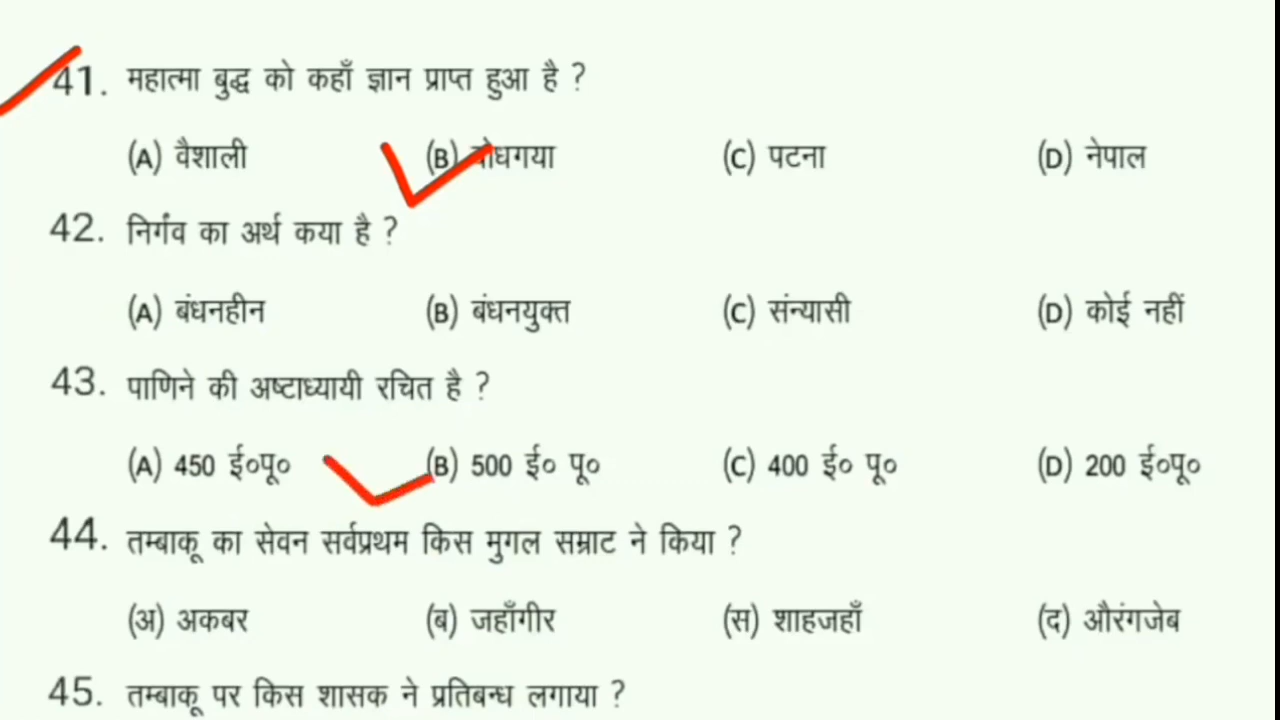 41. महात्मा बुद्ध को कहाँ ज्ञान प्राप्त हुआ है ?
(A) वैशाली (B) बोधगया (C) पटना (D) नेपाल
42. निर्गंव का अर्थ कया है ?
(A) बंधनहीन (B) बंधनयुक्त (C) संन्यासी (D) कोई नहीं
43. पाणिने की अष्टाध्यायी रचित है ?
(A) 450 ई०पू० (B) 500 ई० पू० (C) 400 ई० पू० (D) 200 ई०पू०
44. तम्बाकू का सेवन सर्वप्रथम किस मुगल सम्राट ने किया ?
(अ) अकबर (ब) जहाँगीर (स) शाहजहाँ (द) औरंगजेब
45. तम्बाकू पर किस शासक ने प्रतिबन्ध लगाया ?